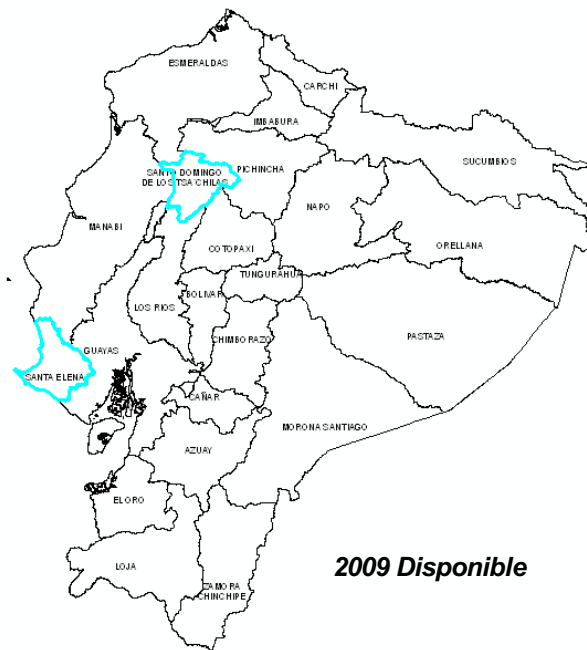 ESMERALDAS
CARCHI
IMBABURA
SUCUMBIOS
SANTO DOMINGO
DE LOS TSA CHILAS
PICHINCHA
NAPO
MANABI
ORELLANA
COTOPAXI
TUNGURAHUA
BOLIVAR
LOS RIOS
PASTAZA
CHIMBORAZO
GUAYAS
SANTA ELENA
CAÑAR
MORONA SANTIAGO
AZUAY
EL ORO
LOJA
ZAMORA
CHINCHIPE
2009 Disponible